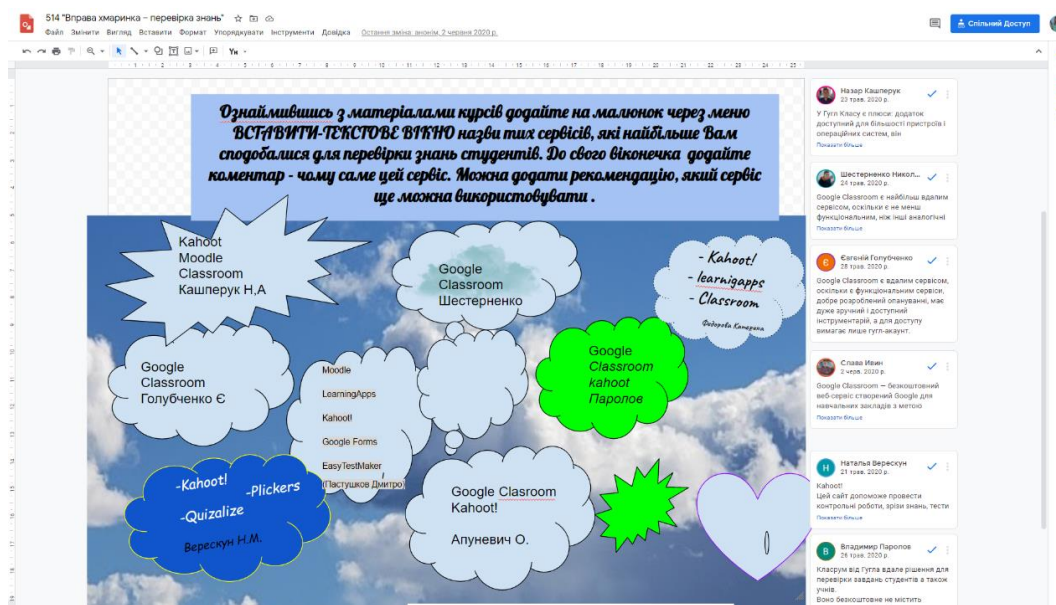 514 "Вправа хмаринка – перевірка знань"
Файл Змінити Вигляд Вставити Формат Упорядкувати Інструменти Довідка Остання зміна: анонім, 2 червня 2020 р.
Спільний Доступ
Ознайомившись з матеріалами курсів додайте на малюнок через меню
ВСТАВИТИ-ТЕКСТОВЕ ВІКНО назви тих сервісів, які найбільше Вам
сподобалися для перевірки знань студентів. До свого віконечка додайте
коментар - чому саме цей сервіс. Можна додати рекомендацію, який сервіс
ще можна використовувати .
Kahoot
Moodle
Classroom
Кашперук Н,А
Google
Classroom
Шестерненко
- Kahoot!
- learnigapps
- Classroom
Google
Classroom
Голубченко Є
Moodle
LearningApps
Kahoot!
Google Forms
EasyTestMaker
(Пастушков Дмитро)
Google
Classroom
kahoot
Паролов
-Kahoot!
-Plickers
-Quizalize
Верескун Н.М.
Google Clasroom
Kahoot!
Апуневич О.
Назар Кашперук
23 трав. 2020 р.
У Гугл Класу є плюси: додаток
доступний для більшості пристроїв і
операційних систем, він
Показати більше
Шестерненко Никол...
24 трав. 2020 р.
Google Classroom є найбільш вдалим
сервісом, оскільки є не менш
функціональним, ніж інші аналогічні
Показати більше
Євгеній Голубченко
28 трав. 2020 р.
Google Classroom є вдалим сервісом,
оскільки є функціональним сервісм,
добре розроблений опануванні, має
дуже зручний і доступний
інструментарій, а для доступу
вимагає лише гугл-акаунт.
Слава Ивин
2 черв. 2020 р.
Google Classroom — безкоштовний
веб-сервіс створений Google для
навчальних закладів з метою
Показати більше
Наталья Верескун
21 трав. 2020 р.
Kahoot!
Цей сайт допоможе провести
контрольні роботи, зрізи знань, тести
Показати більше
Владимир Паролов
26 трав. 2020 р.
Класрум від Гугла вдале рішення для
перевірки завдань студентів а також
учнів.
Воно безкоштовне не містить